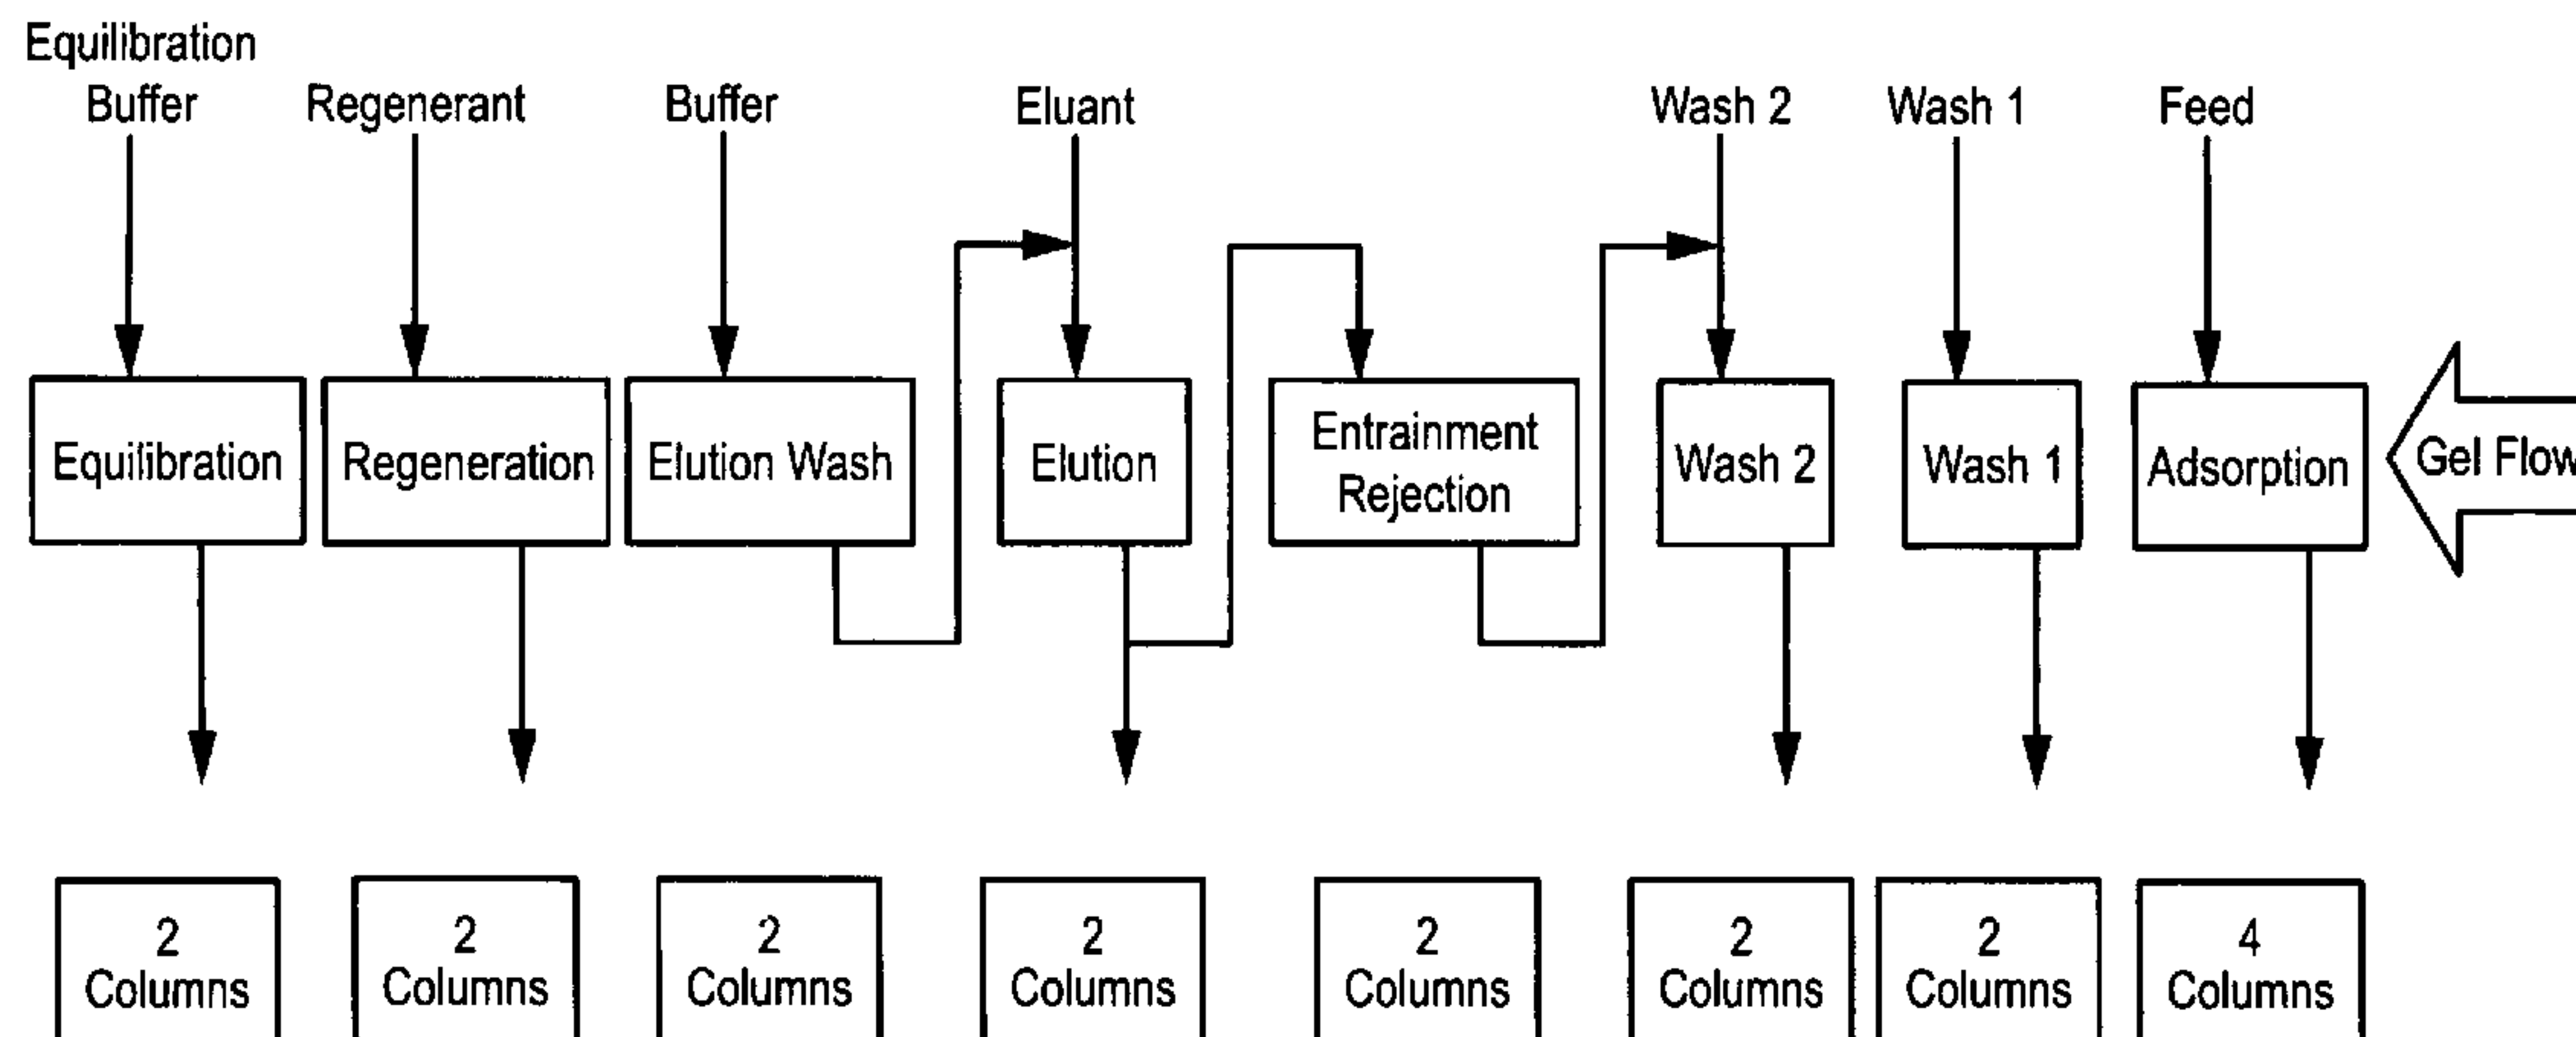 Equilibration
Buffer
Regenerant
Buffer
Eluant
Wash 2
Wash 1
Feed
Equilibration
Regeneration
Elution Wash
Elution
Entrainment
Rejection
Wash 2
Wash 1
Adsorption
Gel Flow
2
Columns
2
Columns
2
Columns
2
Columns
2
Columns
2
Columns
2
Columns
4
Columns